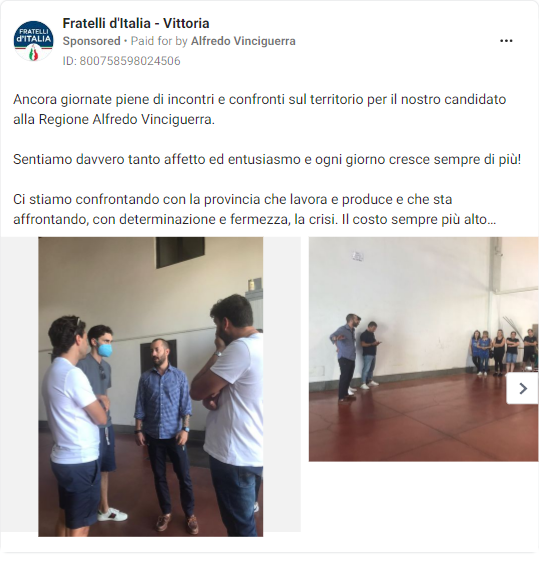 FRATELLI
d'ITALIA
Fratelli d'Italia - Vittoria
Sponsored • Paid for by Alfredo Vinciguerra
ID: 800758598024506
Ancora giornate piene di incontri e confronti sul territorio per il nostro candidato
alla Regione Alfredo Vinciguerra.
Sentiamo davvero tanto affetto ed entusiasmo e ogni giorno cresce sempre di più!
Ci stiamo confrontando con la provincia che lavora e produce e che sta
affrontando, con determinazione e fermezza, la crisi. Il costo sempre più alto...